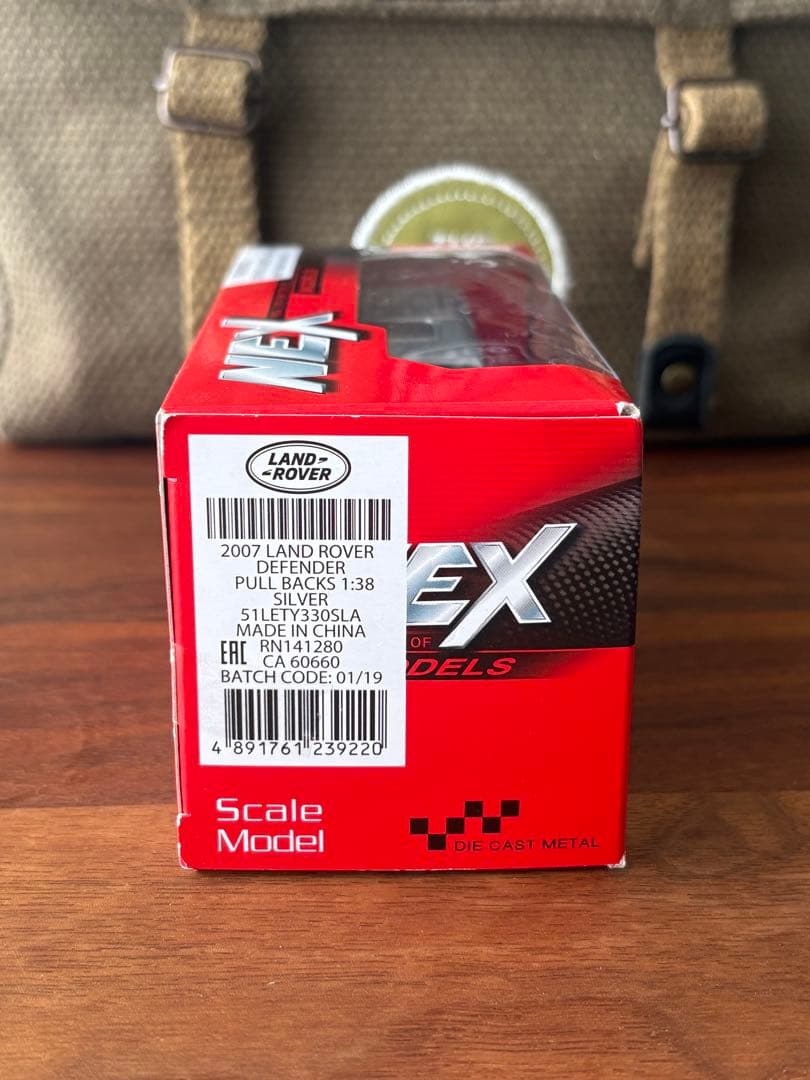 NEX
LAND
ROVER
2007 LAND ROVER
DEFENDER
PULL BACKS 1:38
SILVER
51LETY330SLA
MADE IN CHINA
EAC RN141280
CA 60660
BATCH CODE: 01/19
4 891761 239220
EX
OF
DELS
Scale
Model
DIE CAST METAL